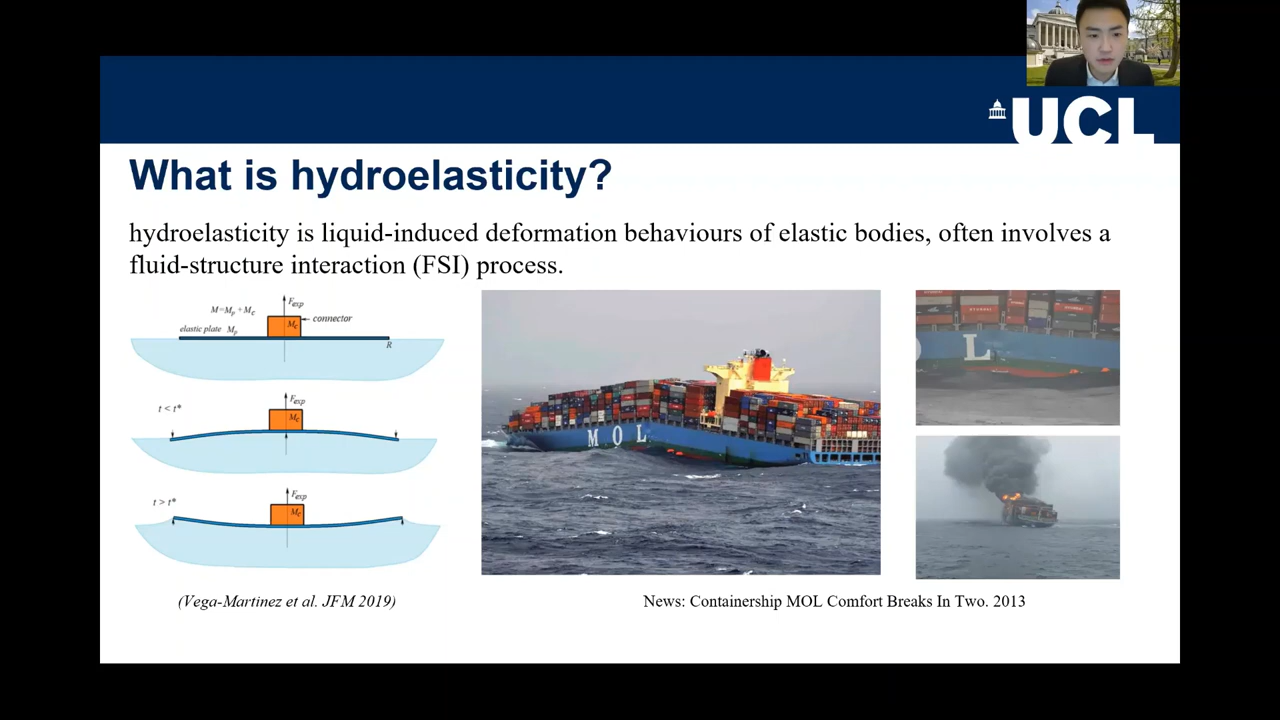 UCL
What is hydroelasticity?
hydroelasticity is liquid-induced deformation behaviours of elastic bodies, often involves a
fluid-structure interaction (FSI) process.
M=Mp+Mc
Fexp
connector
Mc
elastic plate Mp
R
t < t*
Fexp
Mc
t > t*
Fexp
Mc
M O L
L
(Vega-Martinez et al. JFM 2019)
News: Containership MOL Comfort Breaks In Two. 2013